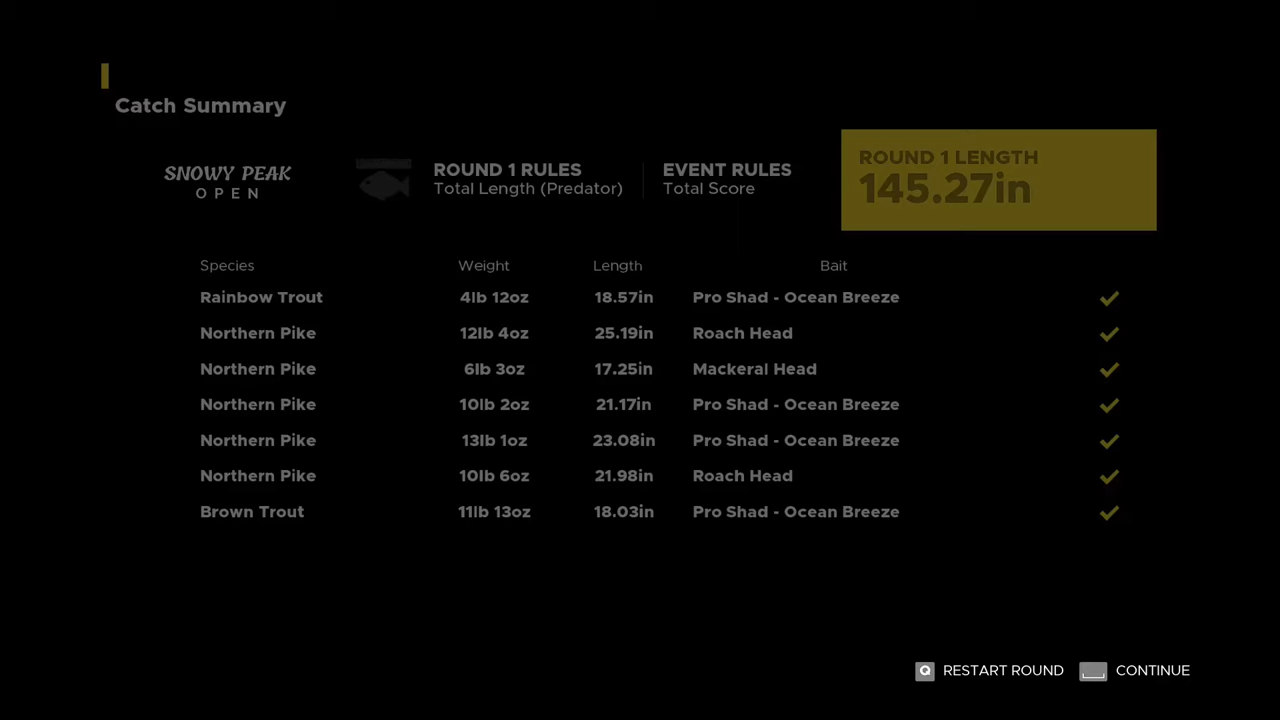 Catch Summary
SNOWY PEAK
OPEN
ROUND 1 RULES
Total Length (Predator)
EVENT RULES
Total Score
ROUND 1 LENGTH
145.27in
Species Weight Length Bait
Rainbow Trout 4lb 12oz 18.57in Pro Shad - Ocean Breeze
Northern Pike 12lb 4oz 25.19in Roach Head
Northern Pike 6lb 3oz 17.25in Mackeral Head
Northern Pike 10lb 2oz 21.17in Pro Shad - Ocean Breeze
Northern Pike 13lb 1oz 23.08in Pro Shad - Ocean Breeze
Northern Pike 10lb 6oz 21.98in Roach Head
Brown Trout 11lb 13oz 18.03in Pro Shad - Ocean Breeze
Q RESTART ROUND CONTINUE